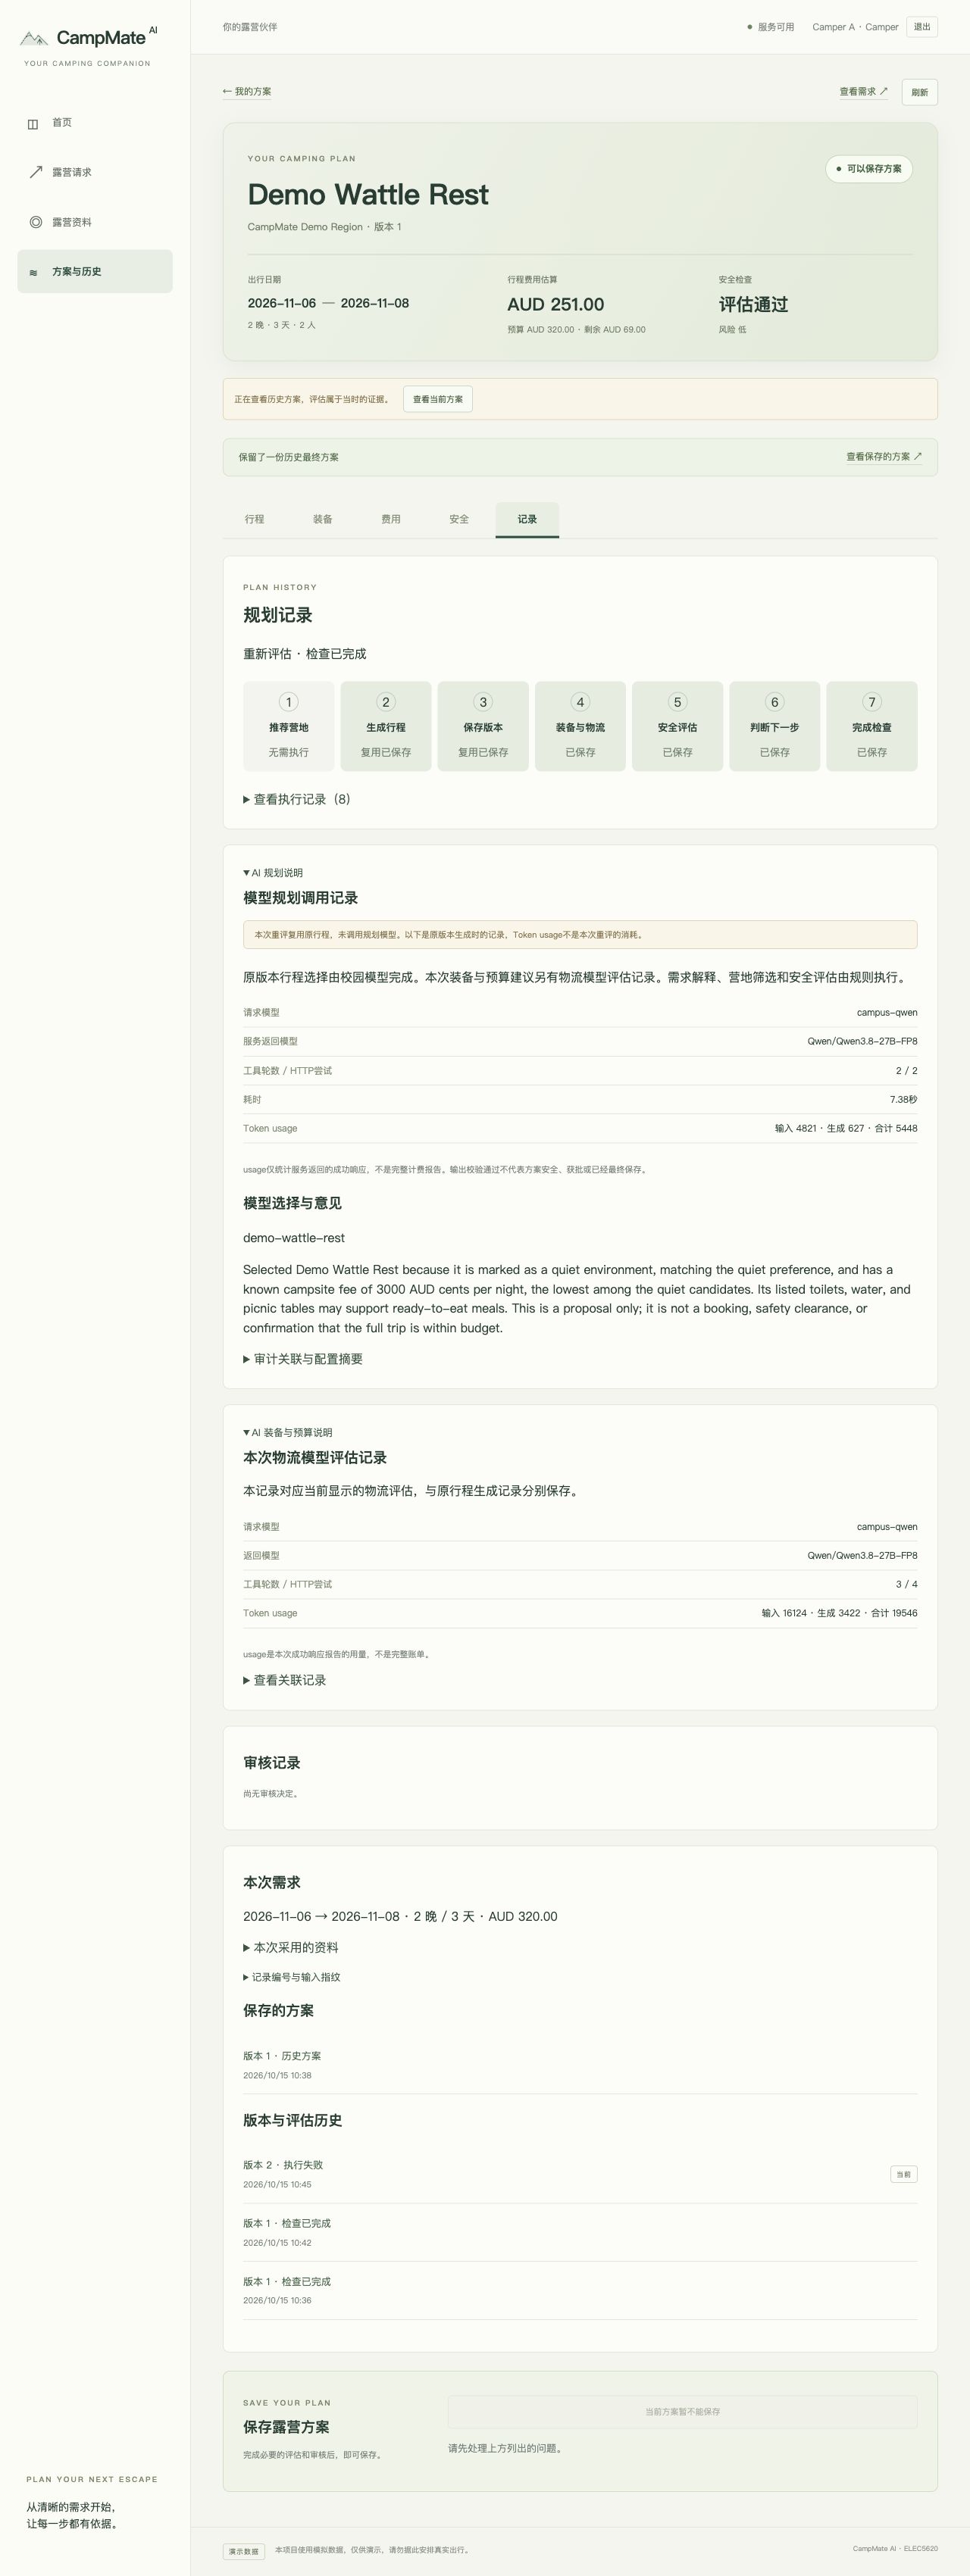 CampMate AI
YOUR CAMPING COMPANION
首页
露营请求
露营资料
方案与历史
PLAN YOUR NEXT ESCAPE
从清晰的需求开始，
让每一步都有依据。
你的露营伙伴
服务可用
Camper A · Camper
退出
← 我的方案
查看需求 ↗
刷新
YOUR CAMPING PLAN
可以保存方案
Demo Wattle Rest
CampMate Demo Region · 版本 1
出行日期
2026-11-06 — 2026-11-08
2 晚 · 3 天 · 2 人
行程费用估算
AUD 251.00
预算 AUD 320.00 · 剩余 AUD 69.00
安全检查
评估通过
风险 低
正在查看历史方案，评估属于当时的证据。
查看当前方案
保留了一份历史最终方案
查看保存的方案 ↗
行程
装备
费用
安全
记录
PLAN HISTORY
规划记录
重新评估 · 检查已完成
1
推荐营地
无需执行
2
生成行程
复用已保存
3
保存版本
复用已保存
4
装备与物流
已保存
5
安全评估
已保存
6
判断下一步
已保存
7
完成检查
已保存
▶ 查看执行记录（8）
▼ AI 规划说明
模型规划调用记录
本次重评复用原行程，未调用规划模型。以下是原版本生成时的记录，Token usage不是本次重评的消耗。
原版本行程选择由校园模型完成。本次装备与预算建议另有物流模型评估记录。需求解释、营地筛选和安全评估由规则执行。
请求模型
campus-qwen
服务返回模型
Qwen/Qwen3.8-27B-FP8
工具轮数 / HTTP尝试
2 / 2
耗时
7.38秒
Token usage
输入 4821 · 生成 627 · 合计 5448
usage仅统计服务返回的成功响应，不是完整计费报告。输出校验通过不代表方案安全、获批或已经最终保存。
模型选择与意见
demo-wattle-rest
Selected Demo Wattle Rest because it is marked as a quiet environment, matching the quiet preference, and has a
known campsite fee of 3000 AUD cents per night, the lowest among the quiet candidates. Its listed toilets, water, and
picnic tables may support ready-to-eat meals. This is a proposal only; it is not a booking, safety clearance, or
confirmation that the full trip is within budget.
▶ 审计关联与配置摘要
▼ AI 装备与预算说明
本次物流模型评估记录
本记录对应当前显示的物流评估，与原行程生成记录分别保存。
请求模型
campus-qwen
返回模型
Qwen/Qwen3.8-27B-FP8
工具轮数 / HTTP尝试
3 / 4
Token usage
输入 16124 · 生成 3422 · 合计 19546
usage是本次成功响应报告的用量，不是完整账单。
▶ 查看关联记录
审核记录
尚无审核决定。
本次需求
2026-11-06 → 2026-11-08 · 2 晚 / 3 天 · AUD 320.00
▶ 本次采用的资料
▶ 记录编号与输入指纹
保存的方案
版本 1 · 历史方案
2026/10/15 10:38
版本与评估历史
版本 2 · 执行失败
2026/10/15 10:45
当前
版本 1 · 检查已完成
2026/10/15 10:42
版本 1 · 检查已完成
2026/10/15 10:36
SAVE YOUR PLAN
保存露营方案
完成必要的评估和审核后，即可保存。
当前方案暂不能保存
请先处理上方列出的问题。
演示数据
本项目使用模拟数据，仅供演示，请勿据此安排真实出行。
CampMate AI · ELEC5620